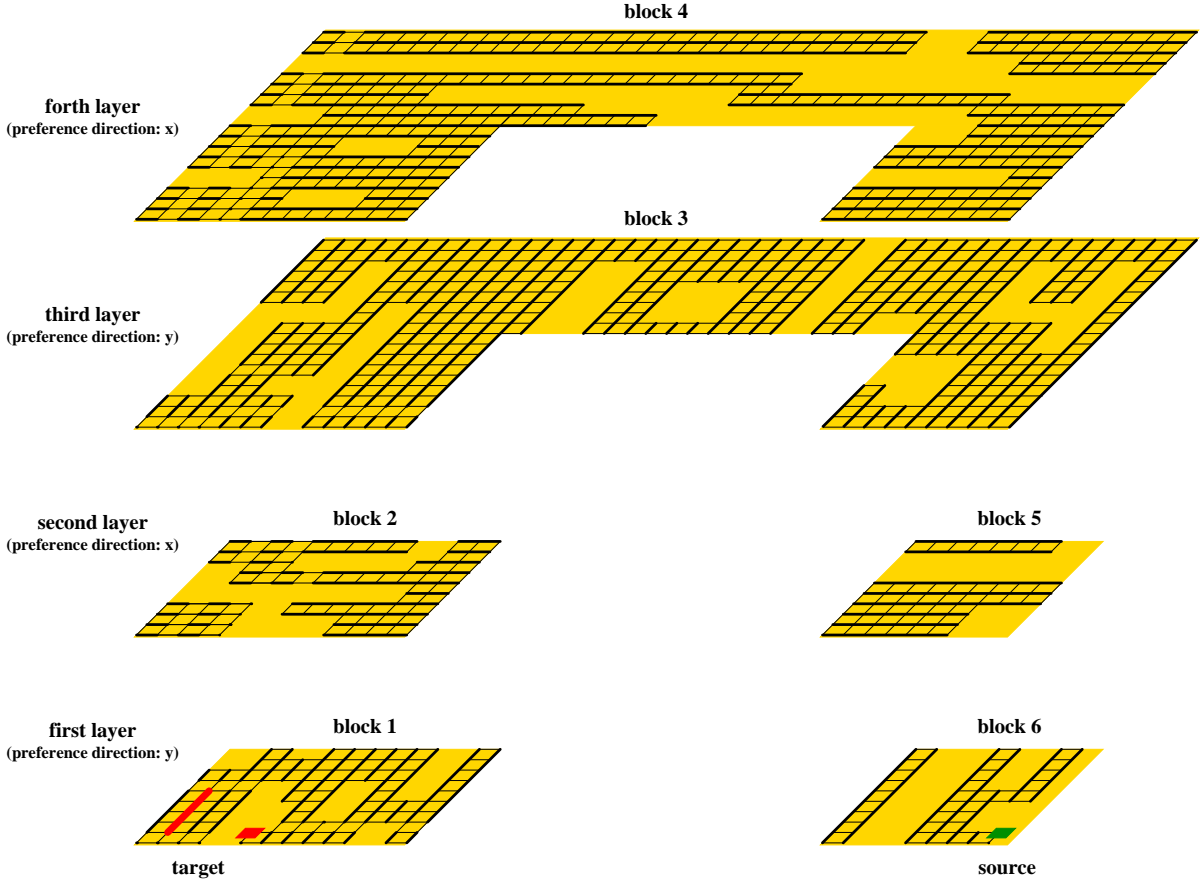 block 4
forth layer
(preference direction: x)
block 3
third layer
(preference direction: y)
second layer
(preference direction: x)
block 2
block 5
first layer
(preference direction: y)
block 1
block 6
target
source